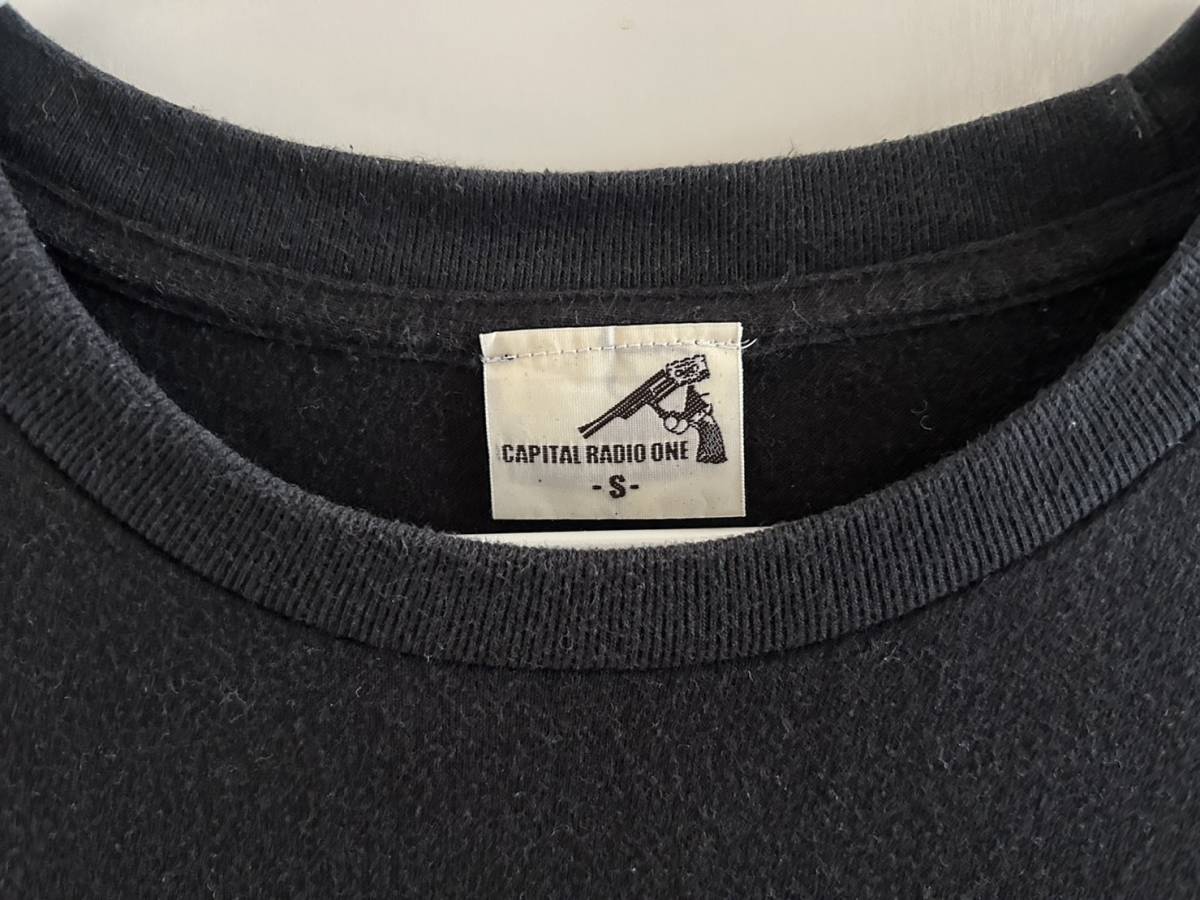 CAPITAL RADIO ONE
- S -